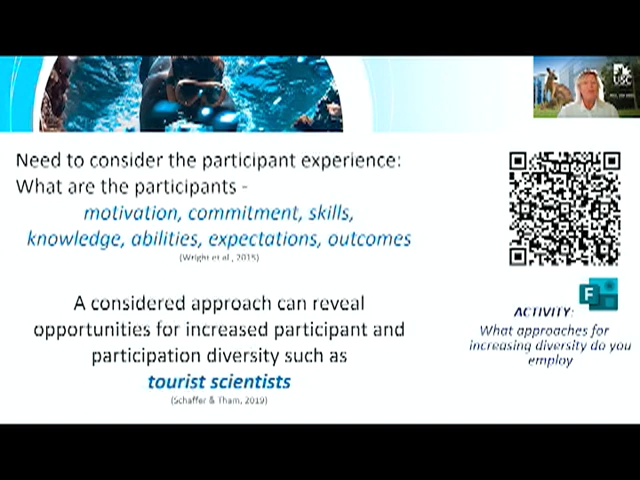 USC
Need to consider the participant experience:
What are the participants -
motivation, commitment, skills,
knowledge, abilities, expectations, outcomes
(Wright et al., 2015)
A considered approach can reveal
opportunities for increased participant and
participation diversity such as
tourist scientists
(Schaffer & Tham, 2019)
F
ACTIVITY:
What approaches for
increasing diversity do you
employ